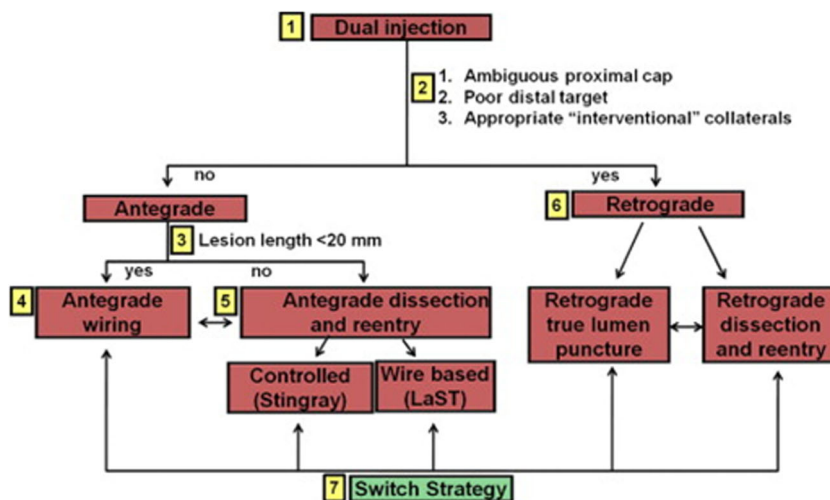 1 Dual injection
2
1. Ambiguous proximal cap
2. Poor distal target
3. Appropriate “interventional” collaterals
no
yes
Antegrade
6 Retrograde
3 Lesion length <20 mm
yes
no
4
Antegrade
wiring
5
Antegrade dissection
and reentry
Retrograde
true lumen
puncture
Retrograde
dissection
and reentry
Controlled
(Stingray)
Wire based
(LaST)
7 Switch Strategy